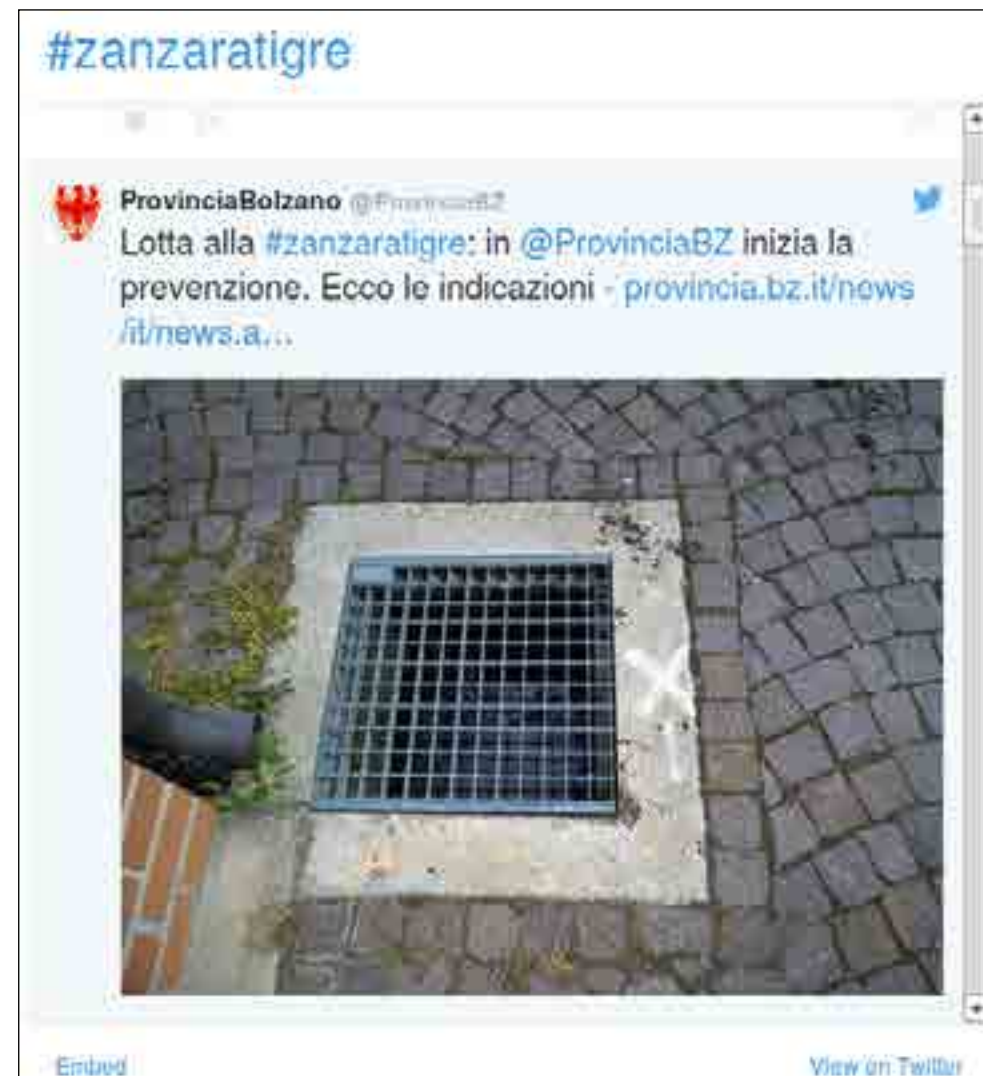 #zanzaratigre
ProvinciaBolzano @ProvinciaBZ
Lotta alla #zanzaratigre: in @ProvinciaBZ inizia la
prevenzione. Ecco le indicazioni - provincia.bz.it/news
/it/news.a…
Embed
View on Twitter